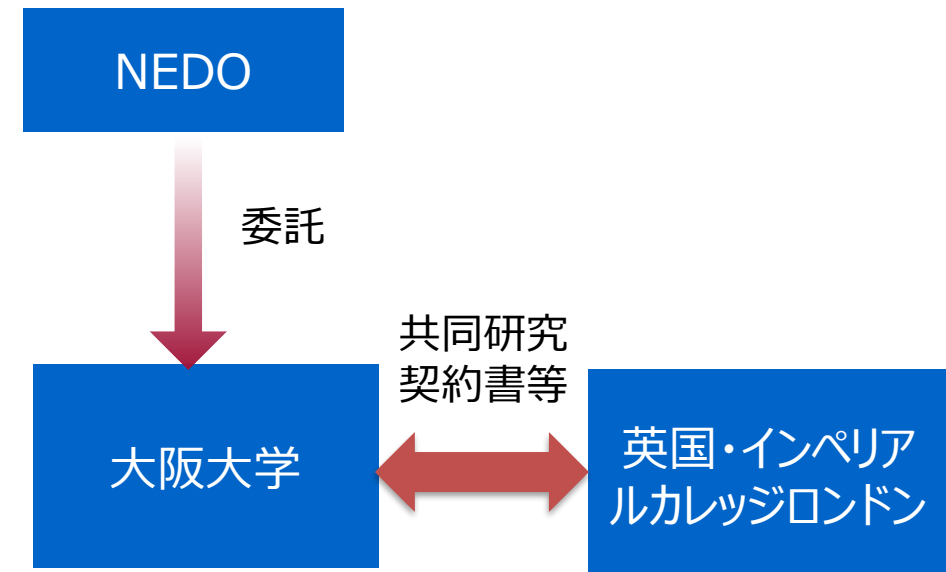 NEDO
委託
共同研究
契約書等
大阪大学
英国・インペリア
ルカレッジロンドン